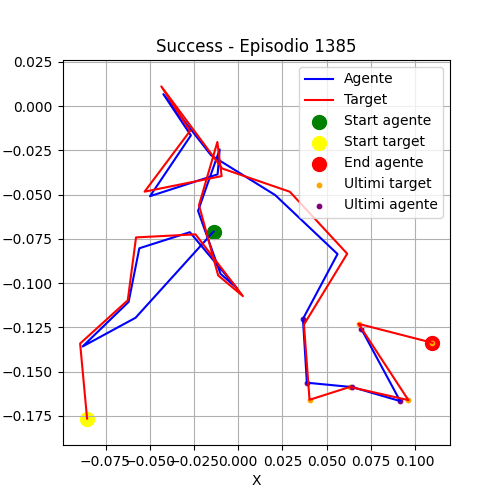 Success - Episodio 1385
Agente
Target
Start agente
Start target
End agente
Ultimi target
Ultimi agente
0.025
0.000
−0.025
−0.050
−0.075
−0.100
−0.125
−0.150
−0.175
−0.075 −0.050 −0.025 0.000 0.025 0.050 0.075 0.100
X